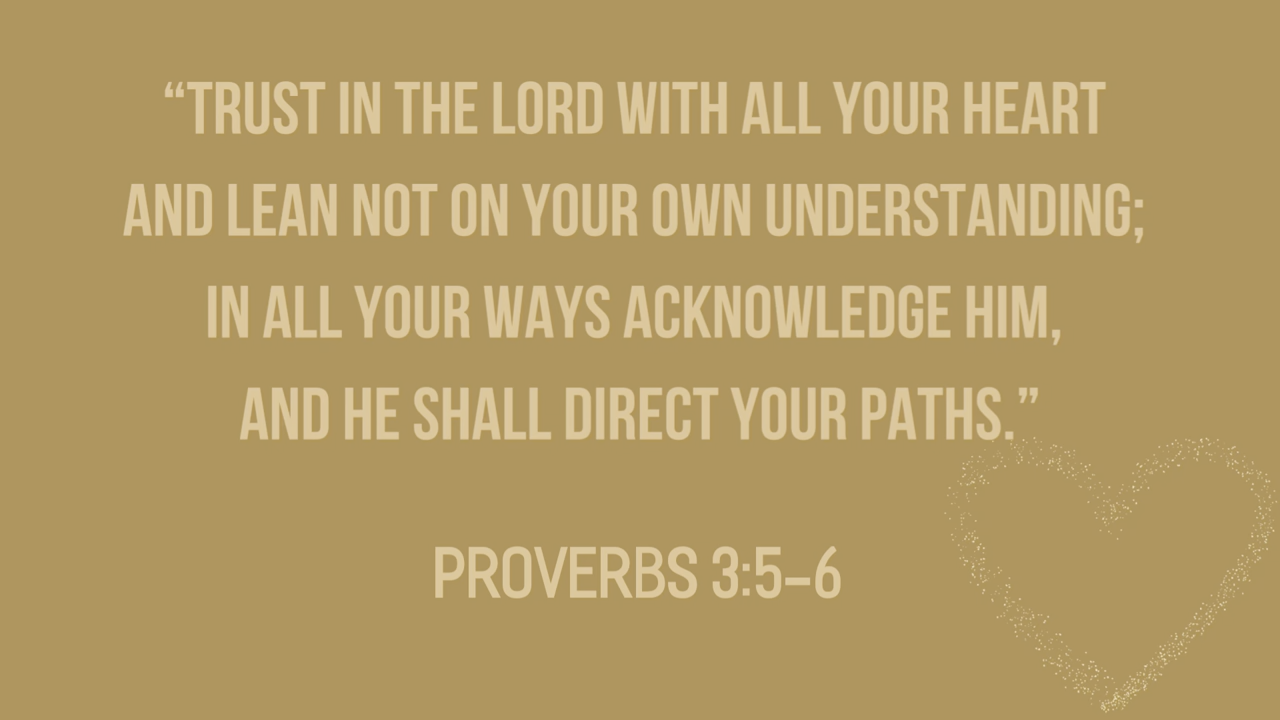 “TRUST IN THE LORD WITH ALL YOUR HEART
AND LEAN NOT ON YOUR OWN UNDERSTANDING;
IN ALL YOUR WAYS ACKNOWLEDGE HIM,
AND HE SHALL DIRECT YOUR PATHS.”
PROVERBS 3:5–6